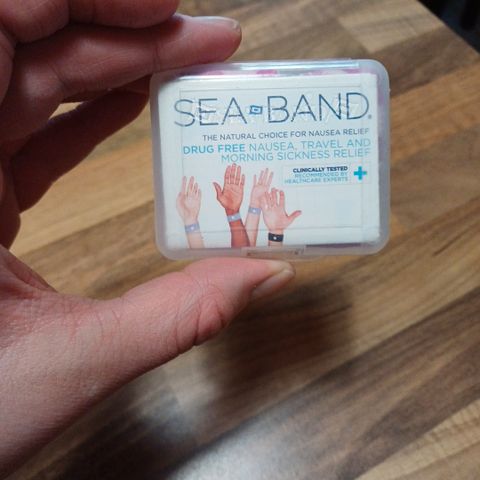 SEA-BAND®
THE NATURAL CHOICE FOR NAUSEA RELIEF
DRUG FREE NAUSEA, TRAVEL AND
MORNING SICKNESS RELIEF
CLINICALLY TESTED
RECOMMENDED BY
HEALTHCARE EXPERTS